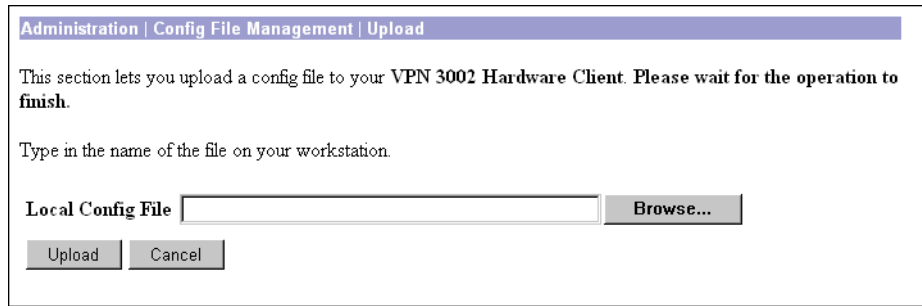 Administration | Config File Management | Upload
This section lets you upload a config file to your VPN 3002 Hardware Client. Please wait for the operation to
finish.
Type in the name of the file on your workstation.
Local Config File Browse...
Upload Cancel